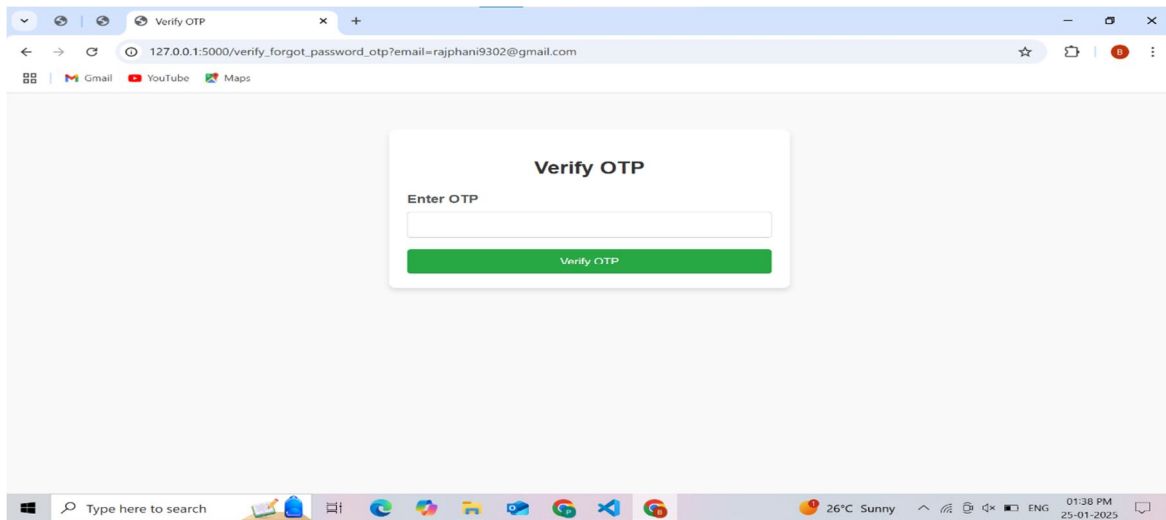 Verify OTP
127.0.0.1:5000/verify_forgot_password_otp?email=rajphani9302@gmail.com
B
Gmail YouTube Maps
Verify OTP
Enter OTP
Verify OTP
Type here to search
26°C Sunny
ENG
01:38 PM
25-01-2025